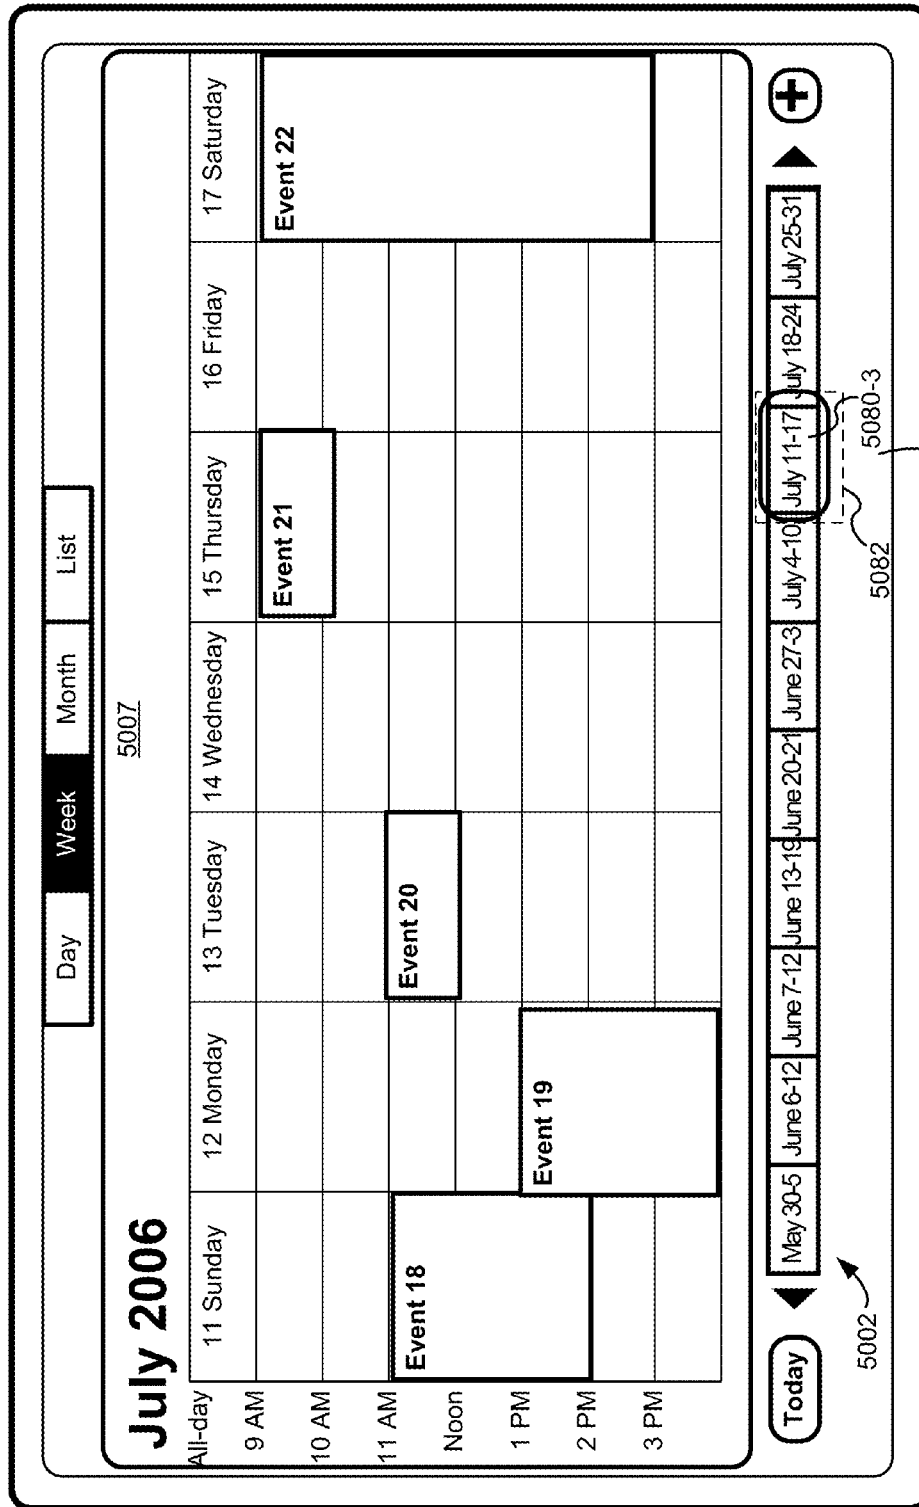 Day Week Month List
5007
July 2006
All-day 11 Sunday 12 Monday 13 Tuesday 14 Wednesday 15 Thursday 16 Friday 17 Saturday
9 AM
Event 21 Event 22
10 AM
11 AM
Event 18 Event 20
Noon
1 PM
Event 19
2 PM
3 PM
Today May 30-5 June 6-12 June 7-12 June 13-19 June 20-21 June 27-3 July 4-10 July 11-17 July 18-24 July 25-31 +
5002 5082 5080-3